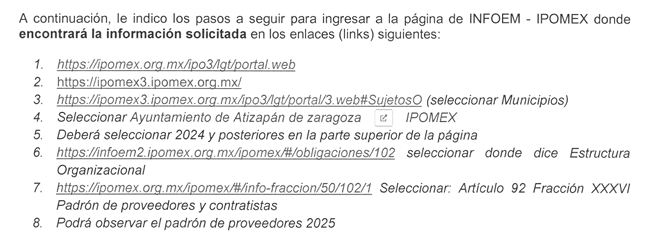 A continuación, le indico los pasos a seguir para ingresar a la página de INFOEM - IPOMEX donde
encontrará la información solicitada en los enlaces (links) siguientes:
1. https://ipomex.org.mx/ipo3/lgt/portal.web
2. https://ipomex3.ipomex.org.mx/
3. https://ipomex3.ipomex.org.mx/ipo3/lgt/portal/3.web#SujetosO (seleccionar Municipios)
4. Seleccionar Ayuntamiento de Atizapán de zaragoza IPOMEX
5. Deberá seleccionar 2024 y posteriores en la parte superior de la página
6. https://infoem2.ipomex.org.mx/ipomex/#/obligaciones/102 seleccionar donde dice Estructura
Organizacional
7. https://ipomex.org.mx/ipomex/#/info-fraccion/50/102/1 Seleccionar: Artículo 92 Fracción XXXVI
Padrón de proveedores y contratistas
8. Podrá observar el padrón de proveedores 2025